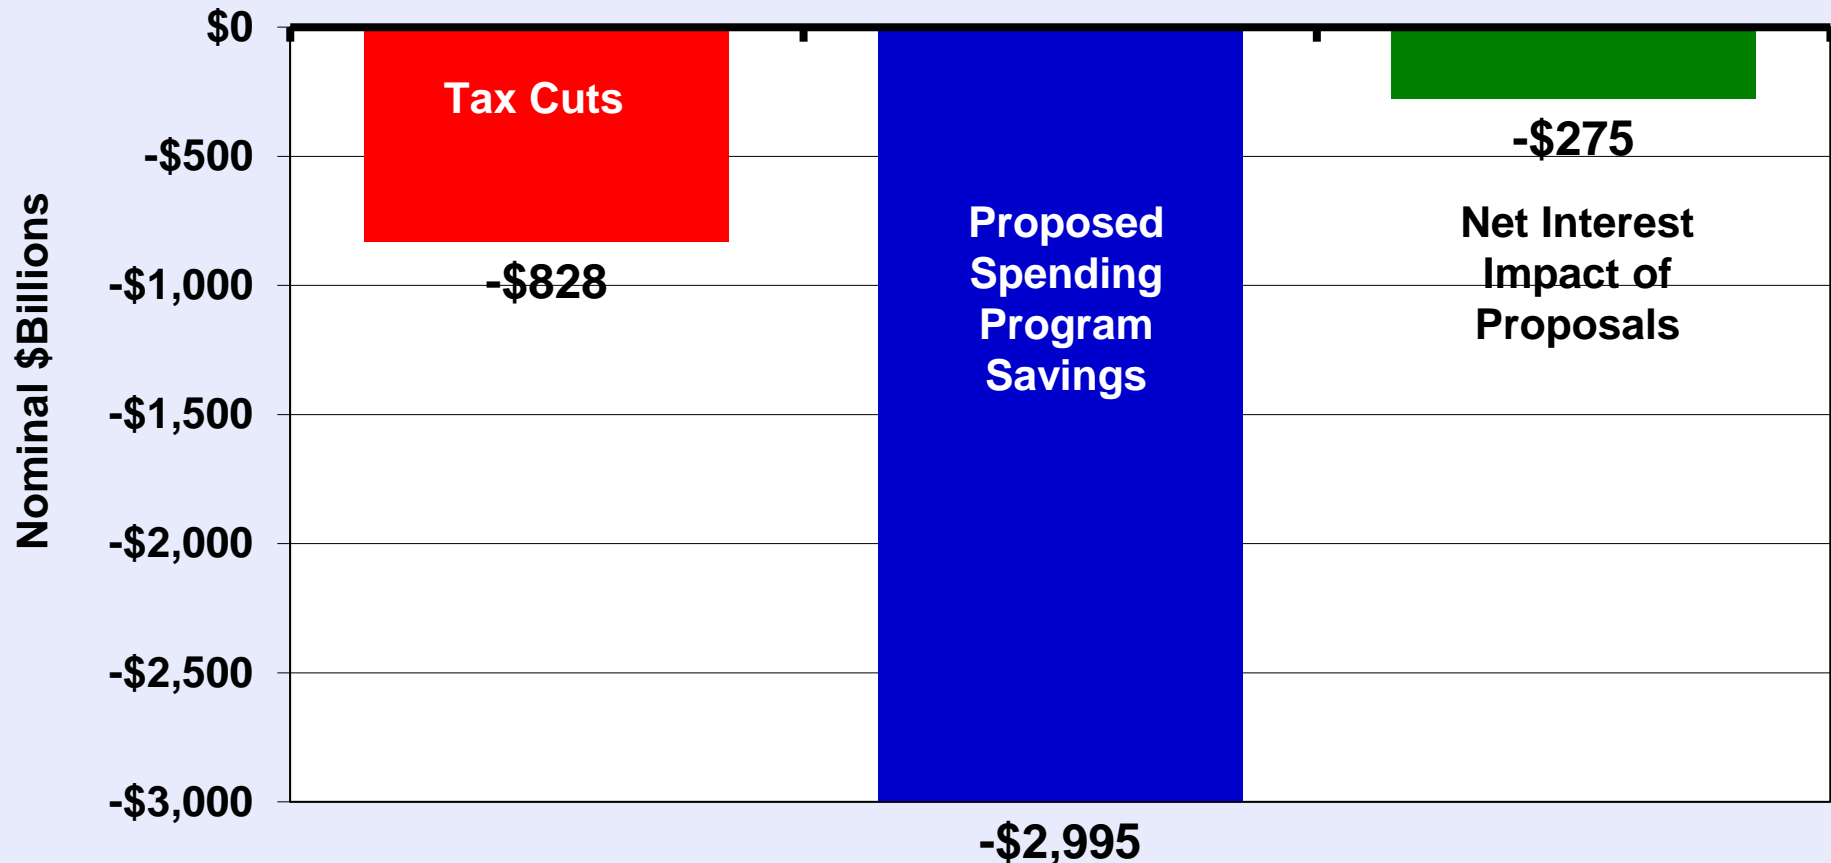 Nominal $Billions
$0
-$500
-$1,000
-$1,500
-$2,000
-$2,500
-$3,000
Tax Cuts
-$828
Proposed
Spending
Program
Savings
-$2,995
-$275
Net Interest
Impact of
Proposals